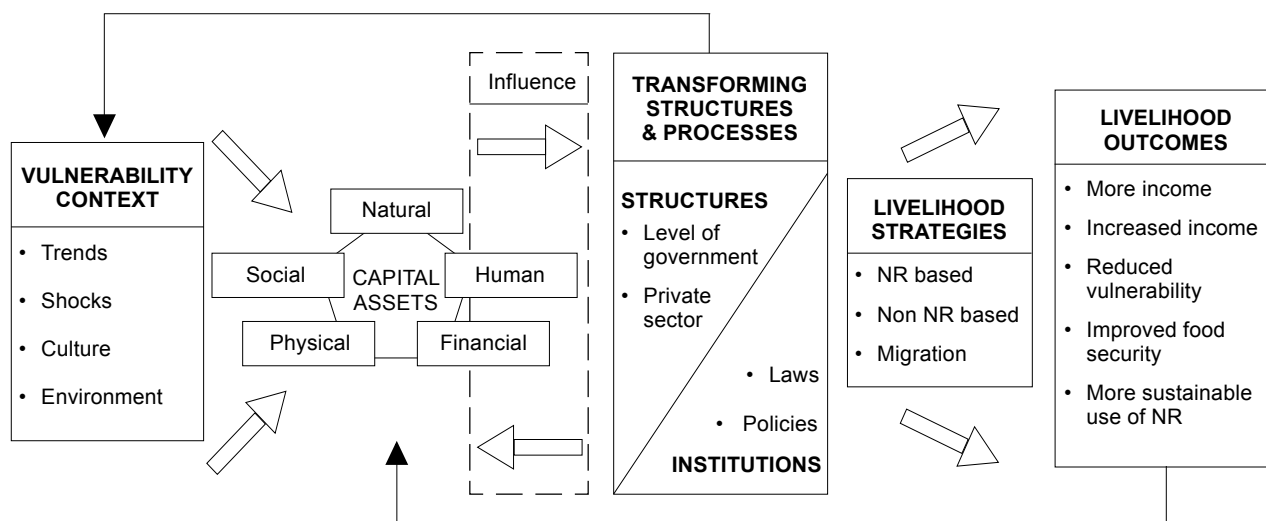 VULNERABILITY
CONTEXT
• Trends
• Shocks
• Culture
• Environment
Natural
Social
Human
CAPITAL
ASSETS
Physical
Financial
Influence
TRANSFORMING
STRUCTURES
& PROCESSES
STRUCTURES
• Level of
government
• Private
sector
• Laws
• Policies
INSTITUTIONS
LIVELIHOOD
STRATEGIES
• NR based
• Non NR based
• Migration
LIVELIHOOD
OUTCOMES
• More income
• Increased income
• Reduced
vulnerability
• Improved food
security
• More sustainable
use of NR